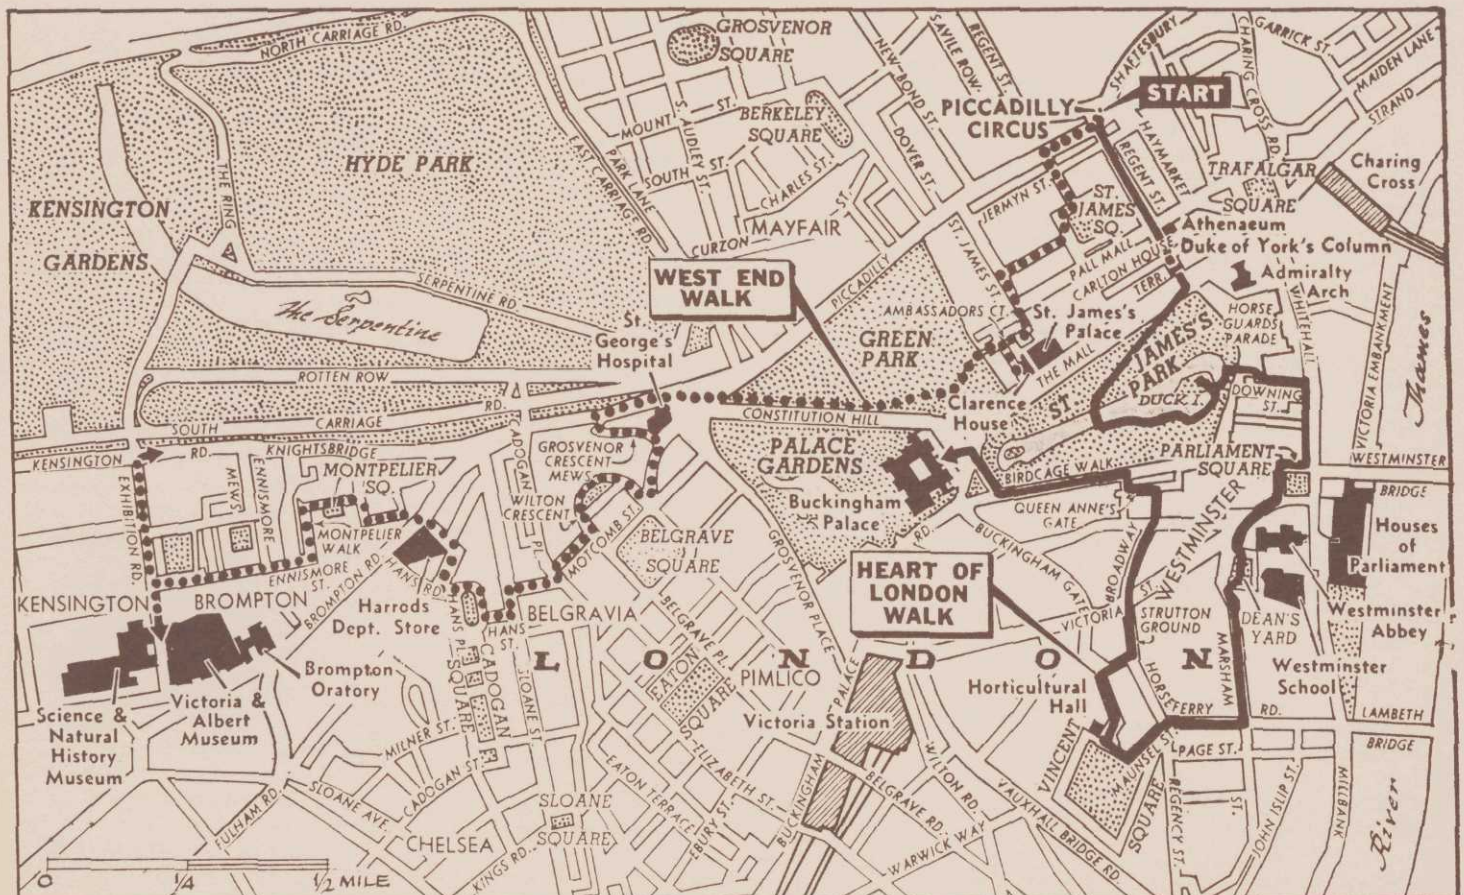 NORTH CARRIAGE RD.
GROSVENOR
SQUARE
NEW BOND ST.
SAVILE ROW
REGENT ST.
SHAFTESBURY
CHARING CROSS RD.
GARRICK ST.
MAIDEN LANE
STRAND
START
PICCADILLY
CIRCUS
HYDE PARK
THE RING
KENSINGTON
GARDENS
EAST CARRIAGE RD.
PARK LANE
MOUNT ST.
S. AUDLEY ST.
SOUTH ST.
BERKELEY
SQUARE
CHARLES ST.
DOVER ST.
MAYFAIR
CURZON
PICCADILLY
JERMYN ST.
ST. JAMES ST.
ST.
JAMES
SQ.
REGENT ST.
HAYMARKET
TRAFALGAR
SQUARE
Charing
Cross
PALL MALL
CARLTON HOUSE
TERR.
Athenaeum
Duke of York's Column
Admiralty
Arch
WHITEHALL
VICTORIA EMBANKMENT
Thames
WEST END
WALK
SERPENTINE RD.
The Serpentine
St.
George's
Hospital
ROTTEN ROW
GREEN
PARK
AMBASSADORS CT.
St. James's
Palace
THE MALL
Clarence
House
ST.
JAMES'S
PARK
DUCK I.
HORSE
GUARDS
PARADE
DOWNING
ST.
PARLIAMENT
SQUARE
WESTMINSTER
BRIDGE
SOUTH CARRIAGE RD.
KENSINGTON RD.
KNIGHTSBRIDGE
CONSTITUTION HILL
PALACE
GARDENS
Buckingham
Palace
BIRDCAGE WALK
QUEEN ANNE'S
GATE
BUCKINGHAM GATE
RD.
EXHIBITION RD.
MEWS
ENNISMORE
MONTPELIER
SQ.
MONTPELIER
WALK
ENNISMORE
ST.
BROMPTON RD.
CADOGAN
PL.
GROSVENOR
CRESCENT
MEWS
WILTON
CRESCENT
MOTCOMB ST.
BELGRAVE
SQUARE
GROSVENOR PLACE
HEART OF
LONDON
WALK
BROADWAY
VICTORIA ST.
STRUTTON
GROUND
WESTMINSTER
Houses
of
Parliament
Westminster
Abbey
DEAN'S
YARD
Westminster
School
KENSINGTON
BROMPTON
Harrods
Dept. Store
HANS RD.
HANS PL.
HANS
ST.
BELGRAVIA
BELGRAVE PL.
L O N D O N
Brompton
Oratory
Victoria &
Albert
Museum
Science &
Natural
History
Museum
CADOGAN
SQUARE
SLOANE ST.
EATON
SQUARE
PIMLICO
BUCKINGHAM PALACE
Victoria Station
Horticultural
Hall
HORSEFERRY RD.
MARSHAM
ST.
LAMBETH
BRIDGE
VINCENT
SQUARE
MAUNSEL ST.
PAGE ST.
REGENCY ST.
JOHN ISLIP ST.
MILLBANK
River
MILNER ST.
CADOGAN ST.
SLOANE AVE.
FULHAM RD.
CHELSEA
SLOANE
SQUARE
KINGS RD.
EATON TERRACE
S. ELIZABETH ST.
EBURY ST.
BELGRAVE RD.
WILTON RD.
WARWICK WAY
VAUXHALL BRIDGE RD.
0 1/4 1/2 MILE